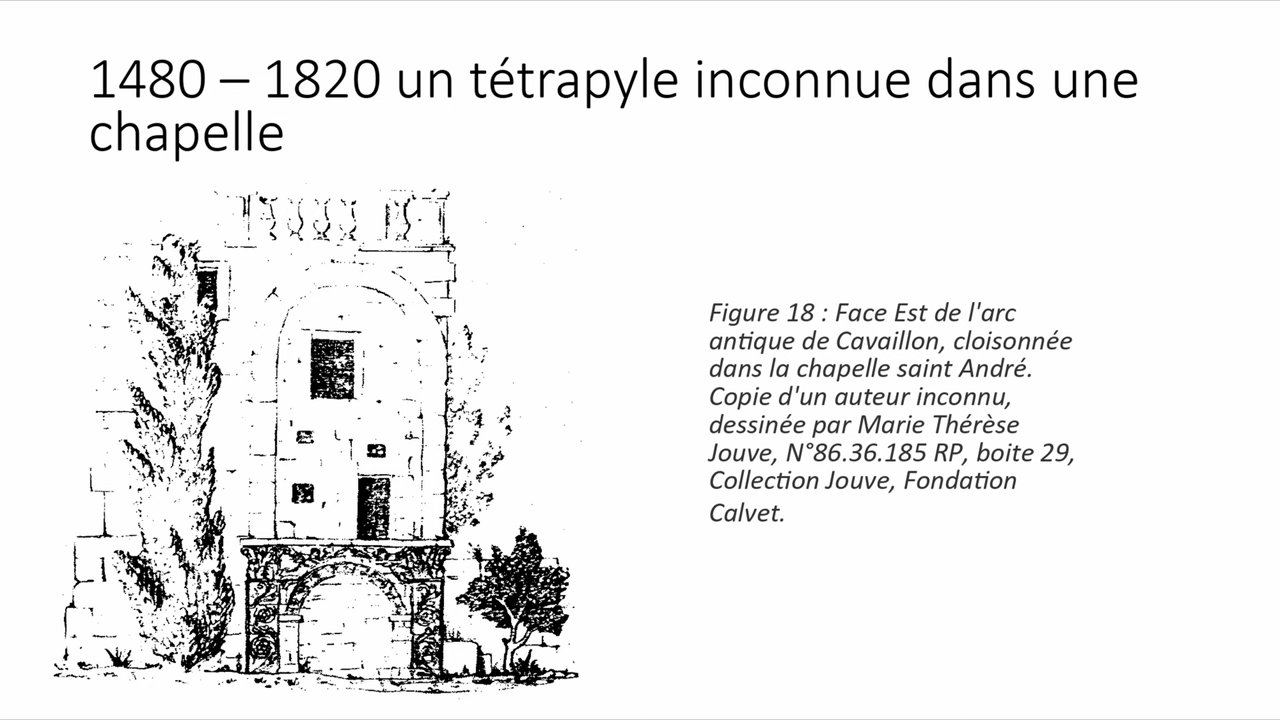 1480 – 1820 un tétrapyle inconnue dans une
chapelle
Figure 18 : Face Est de l'arc
antique de Cavaillon, cloisonnée
dans la chapelle saint André.
Copie d'un auteur inconnu,
dessinée par Marie Thérèse
Jouve, N°86.36.185 RP, boite 29,
Collection Jouve, Fondation
Calvet.